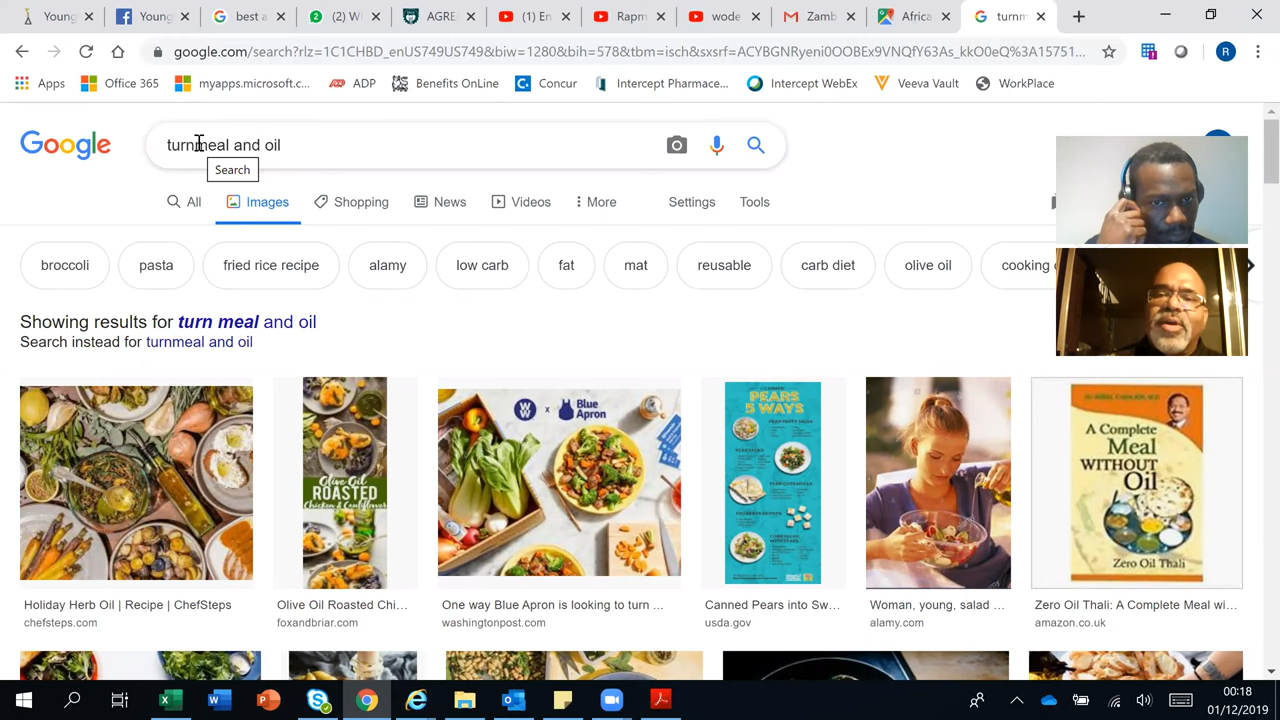 Young
Young
best a
2 (2) W
AGREE
(1) En
Rapm
wode
Zamb
Africa
turnm
google.com/search?rlz=1C1CHBD_enUS749US749&biw=1280&bih=578&tbm=isch&sxsrf=ACYBGNRyeni0OOBEx9VNQfY63As_kkO0eQ%3A15751...
R
Apps
Office 365
myapps.microsoft.c...
ADP
Benefits OnLine
Concur
Intercept Pharmace...
Intercept WebEx
Veeva Vault
WorkPlace
Google
turnmeal and oil
Search
All
Images
Shopping
News
Videos
More
Settings
Tools
broccoli
pasta
fried rice recipe
alamy
low carb
fat
mat
reusable
carb diet
olive oil
cooking
Showing results for turn meal and oil
Search instead for turnmeal and oil
Olive Oil
ROASTED
Chicken & Cauliflower
W x Blue Apron
PEARS
5 WAYS
A Complete
Meal
WITHOUT
Oil
Zero Oil Thali
Holiday Herb Oil | Recipe | ChefSteps
chefsteps.com
Olive Oil Roasted Chi...
foxandbriar.com
One way Blue Apron is looking to turn ...
washingtonpost.com
Canned Pears into Sw...
usda.gov
Woman, young, salad ...
alamy.com
Zero Oil Thali: A Complete Meal wi...
amazon.co.uk
00:18
01/12/2019